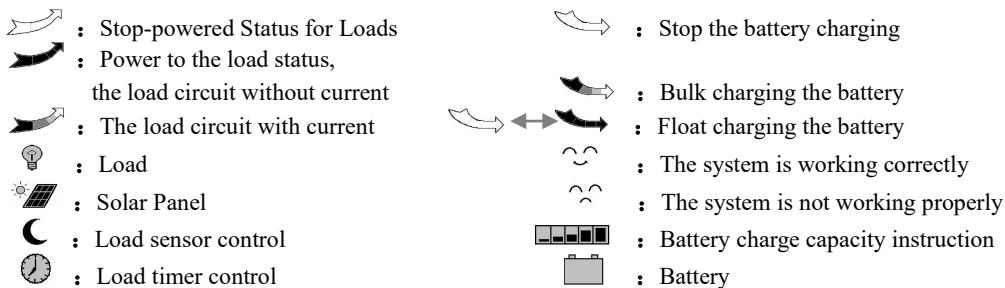 ：Stop-powered Status for Loads
：Power to the load status,
the load circuit without current
：The load circuit with current
：Load
：Solar Panel
：Load sensor control
：Load timer control
：Stop the battery charging
：Bulk charging the battery
：Float charging the battery
：The system is working correctly
：The system is not working properly
：Battery charge capacity instruction
：Battery